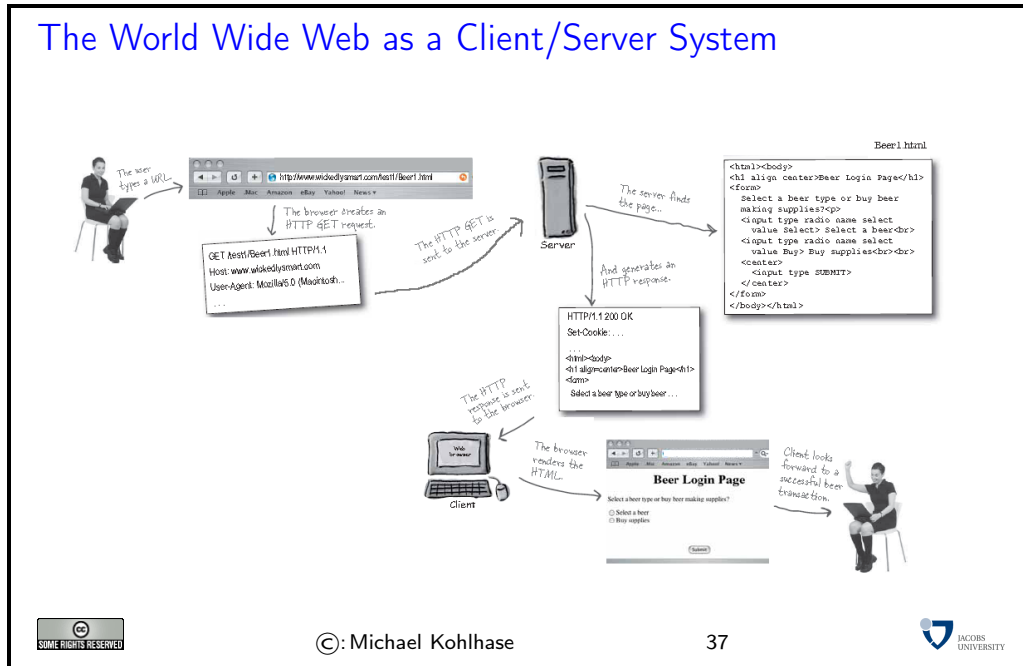 The World Wide Web as a Client/Server System
The user
types a URL.
http://www.wickedlysmart.com/test1/Beer1.html
Apple .Mac Amazon eBay Yahoo! News ▾
The browser creates an
HTTP GET request.
GET /test1/Beer1.html HTTP/1.1
Host: www.wickedlysmart.com
User-Agent: Mozilla/5.0 (Macintosh...
. . .
The HTTP GET is
sent to the server.
Server
The server finds
the page...
Beer1.html
<html><body>
<h1 align center>Beer Login Page</h1>
<form>
Select a beer type or buy beer
making supplies?<p>
<input type radio name select
value Select> Select a beer<br>
<input type radio name select
value Buy> Buy supplies<br><br>
<center>
<input type SUBMIT>
</center>
</form>
</body></html>
And generates an
HTTP response.
HTTP/1.1 200 OK
Set-Cookie: . . .
. . .
<html><body>
<h1 align=center>Beer Login Page<h1>
<form>
Select a beer type or buy beer . . .
The HTTP
response is sent
to the browser.
Web
browser
Client
The browser
renders the
HTML.
Apple .Mac Amazon eBay Yahoo! News ▾
Beer Login Page
Select a beer type or buy beer making supplies?
Select a beer
Buy supplies
Submit
Client looks
forward to a
successful beer
transaction.
cc
SOME RIGHTS RESERVED
©: Michael Kohlhase
37
JACOBS
UNIVERSITY